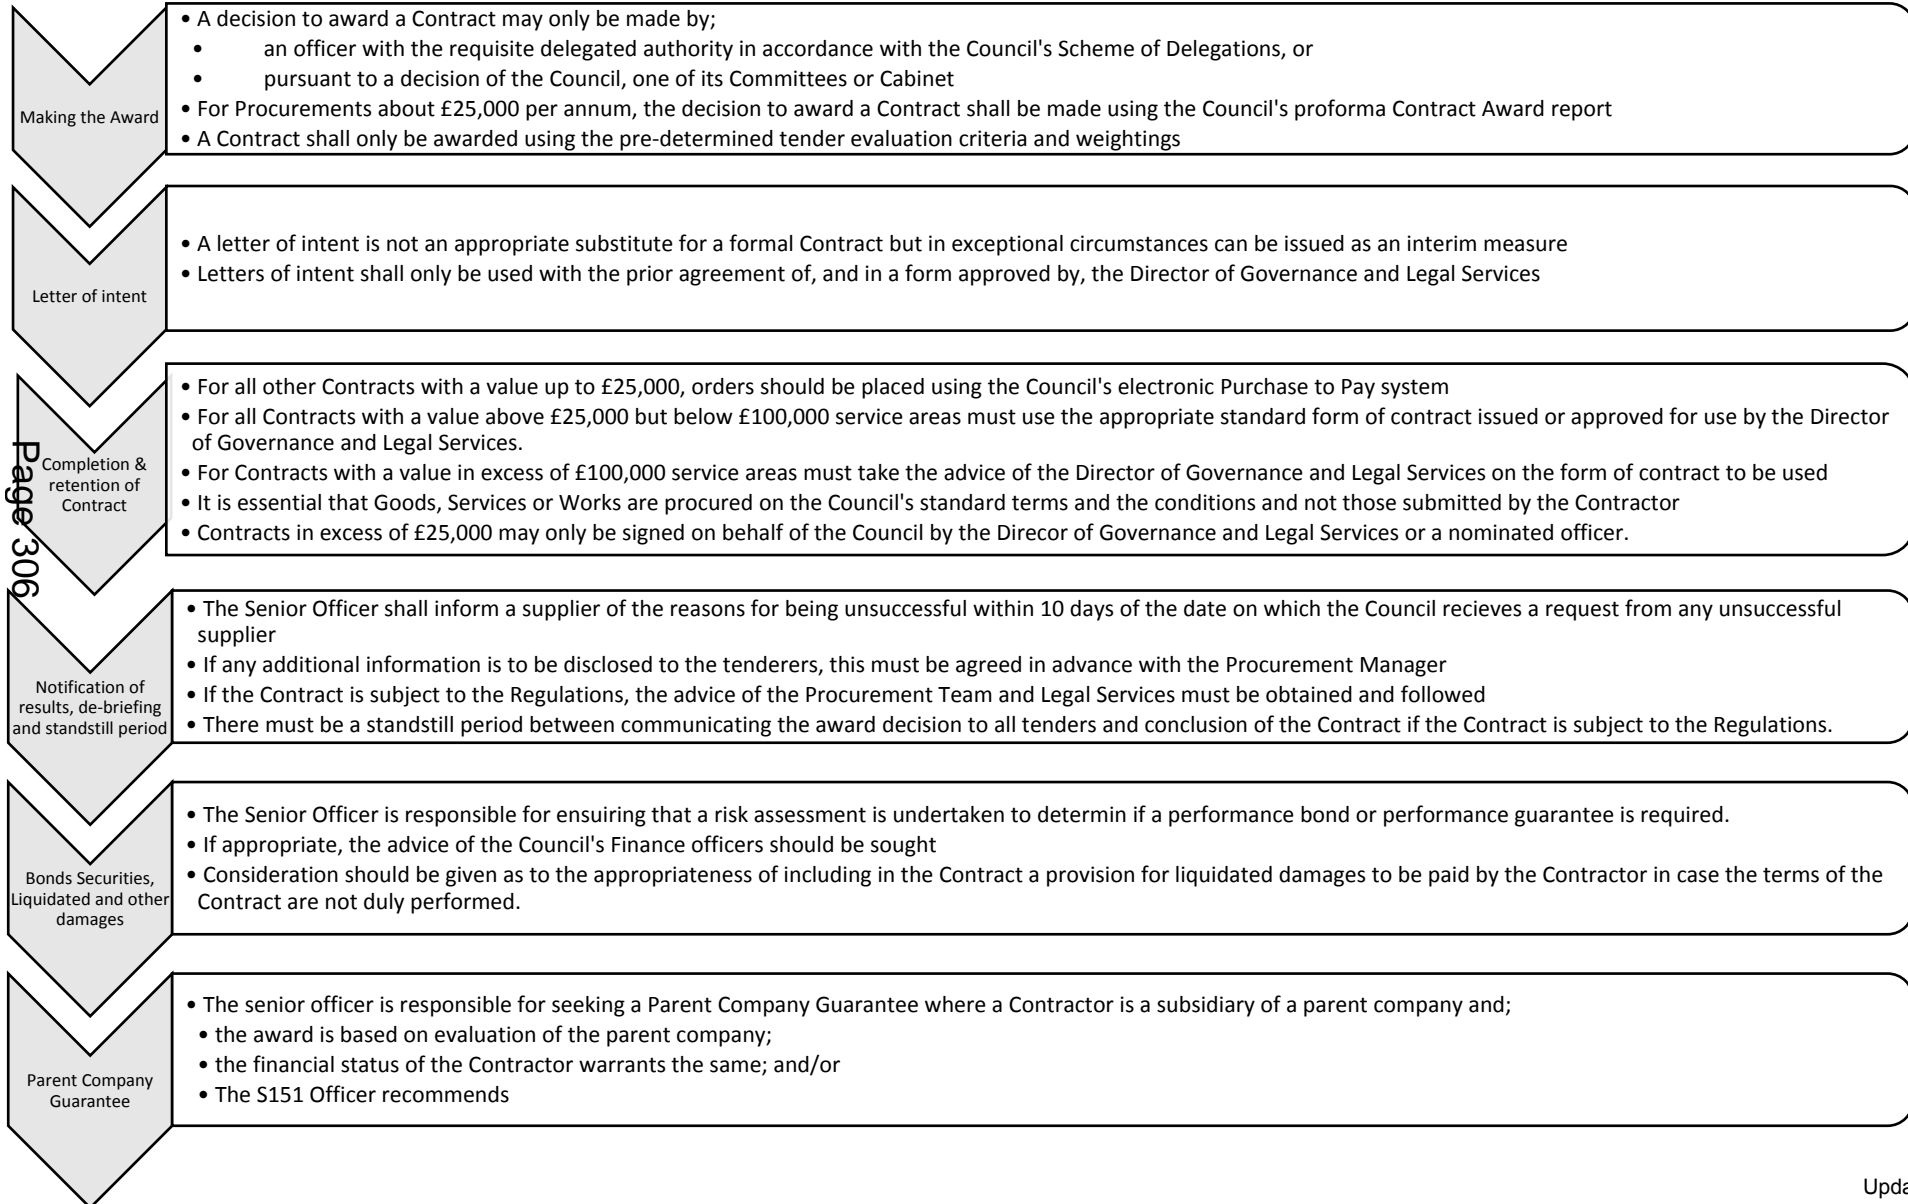 Making the Award
• A decision to award a Contract may only be made by;
• an officer with the requisite delegated authority in accordance with the Council's Scheme of Delegations, or
• pursuant to a decision of the Council, one of its Committees or Cabinet
• For Procurements about £25,000 per annum, the decision to award a Contract shall be made using the Council's proforma Contract Award report
• A Contract shall only be awarded using the pre-determined tender evaluation criteria and weightings
Letter of intent
• A letter of intent is not an appropriate substitute for a formal Contract but in exceptional circumstances can be issued as an interim measure
• Letters of intent shall only be used with the prior agreement of, and in a form approved by, the Director of Governance and Legal Services
Completion &
retention of
Contract
• For all other Contracts with a value up to £25,000, orders should be placed using the Council's electronic Purchase to Pay system
• For all Contracts with a value above £25,000 but below £100,000 service areas must use the appropriate standard form of contract issued or approved for use by the Director
of Governance and Legal Services.
• For Contracts with a value in excess of £100,000 service areas must take the advice of the Director of Governance and Legal Services on the form of contract to be used
• It is essential that Goods, Services or Works are procured on the Council's standard terms and the conditions and not those submitted by the Contractor
• Contracts in excess of £25,000 may only be signed on behalf of the Council by the Direcor of Governance and Legal Services or a nominated officer.
Page 306
Notification of
results, de-briefing
and standstill period
• The Senior Officer shall inform a supplier of the reasons for being unsuccessful within 10 days of the date on which the Council recieves a request from any unsuccessful
supplier
• If any additional information is to be disclosed to the tenderers, this must be agreed in advance with the Procurement Manager
• If the Contract is subject to the Regulations, the advice of the Procurement Team and Legal Services must be obtained and followed
• There must be a standstill period between communicating the award decision to all tenders and conclusion of the Contract if the Contract is subject to the Regulations.
Bonds Securities,
Liquidated and other
damages
• The Senior Officer is responsible for ensuiring that a risk assessment is undertaken to determin if a performance bond or performance guarantee is required.
• If appropriate, the advice of the Council's Finance officers should be sought
• Consideration should be given as to the appropriateness of including in the Contract a provision for liquidated damages to be paid by the Contractor in case the terms of the
Contract are not duly performed.
Parent Company
Guarantee
• The senior officer is responsible for seeking a Parent Company Guarantee where a Contractor is a subsidiary of a parent company and;
• the award is based on evaluation of the parent company;
• the financial status of the Contractor warrants the same; and/or
• The S151 Officer recommends